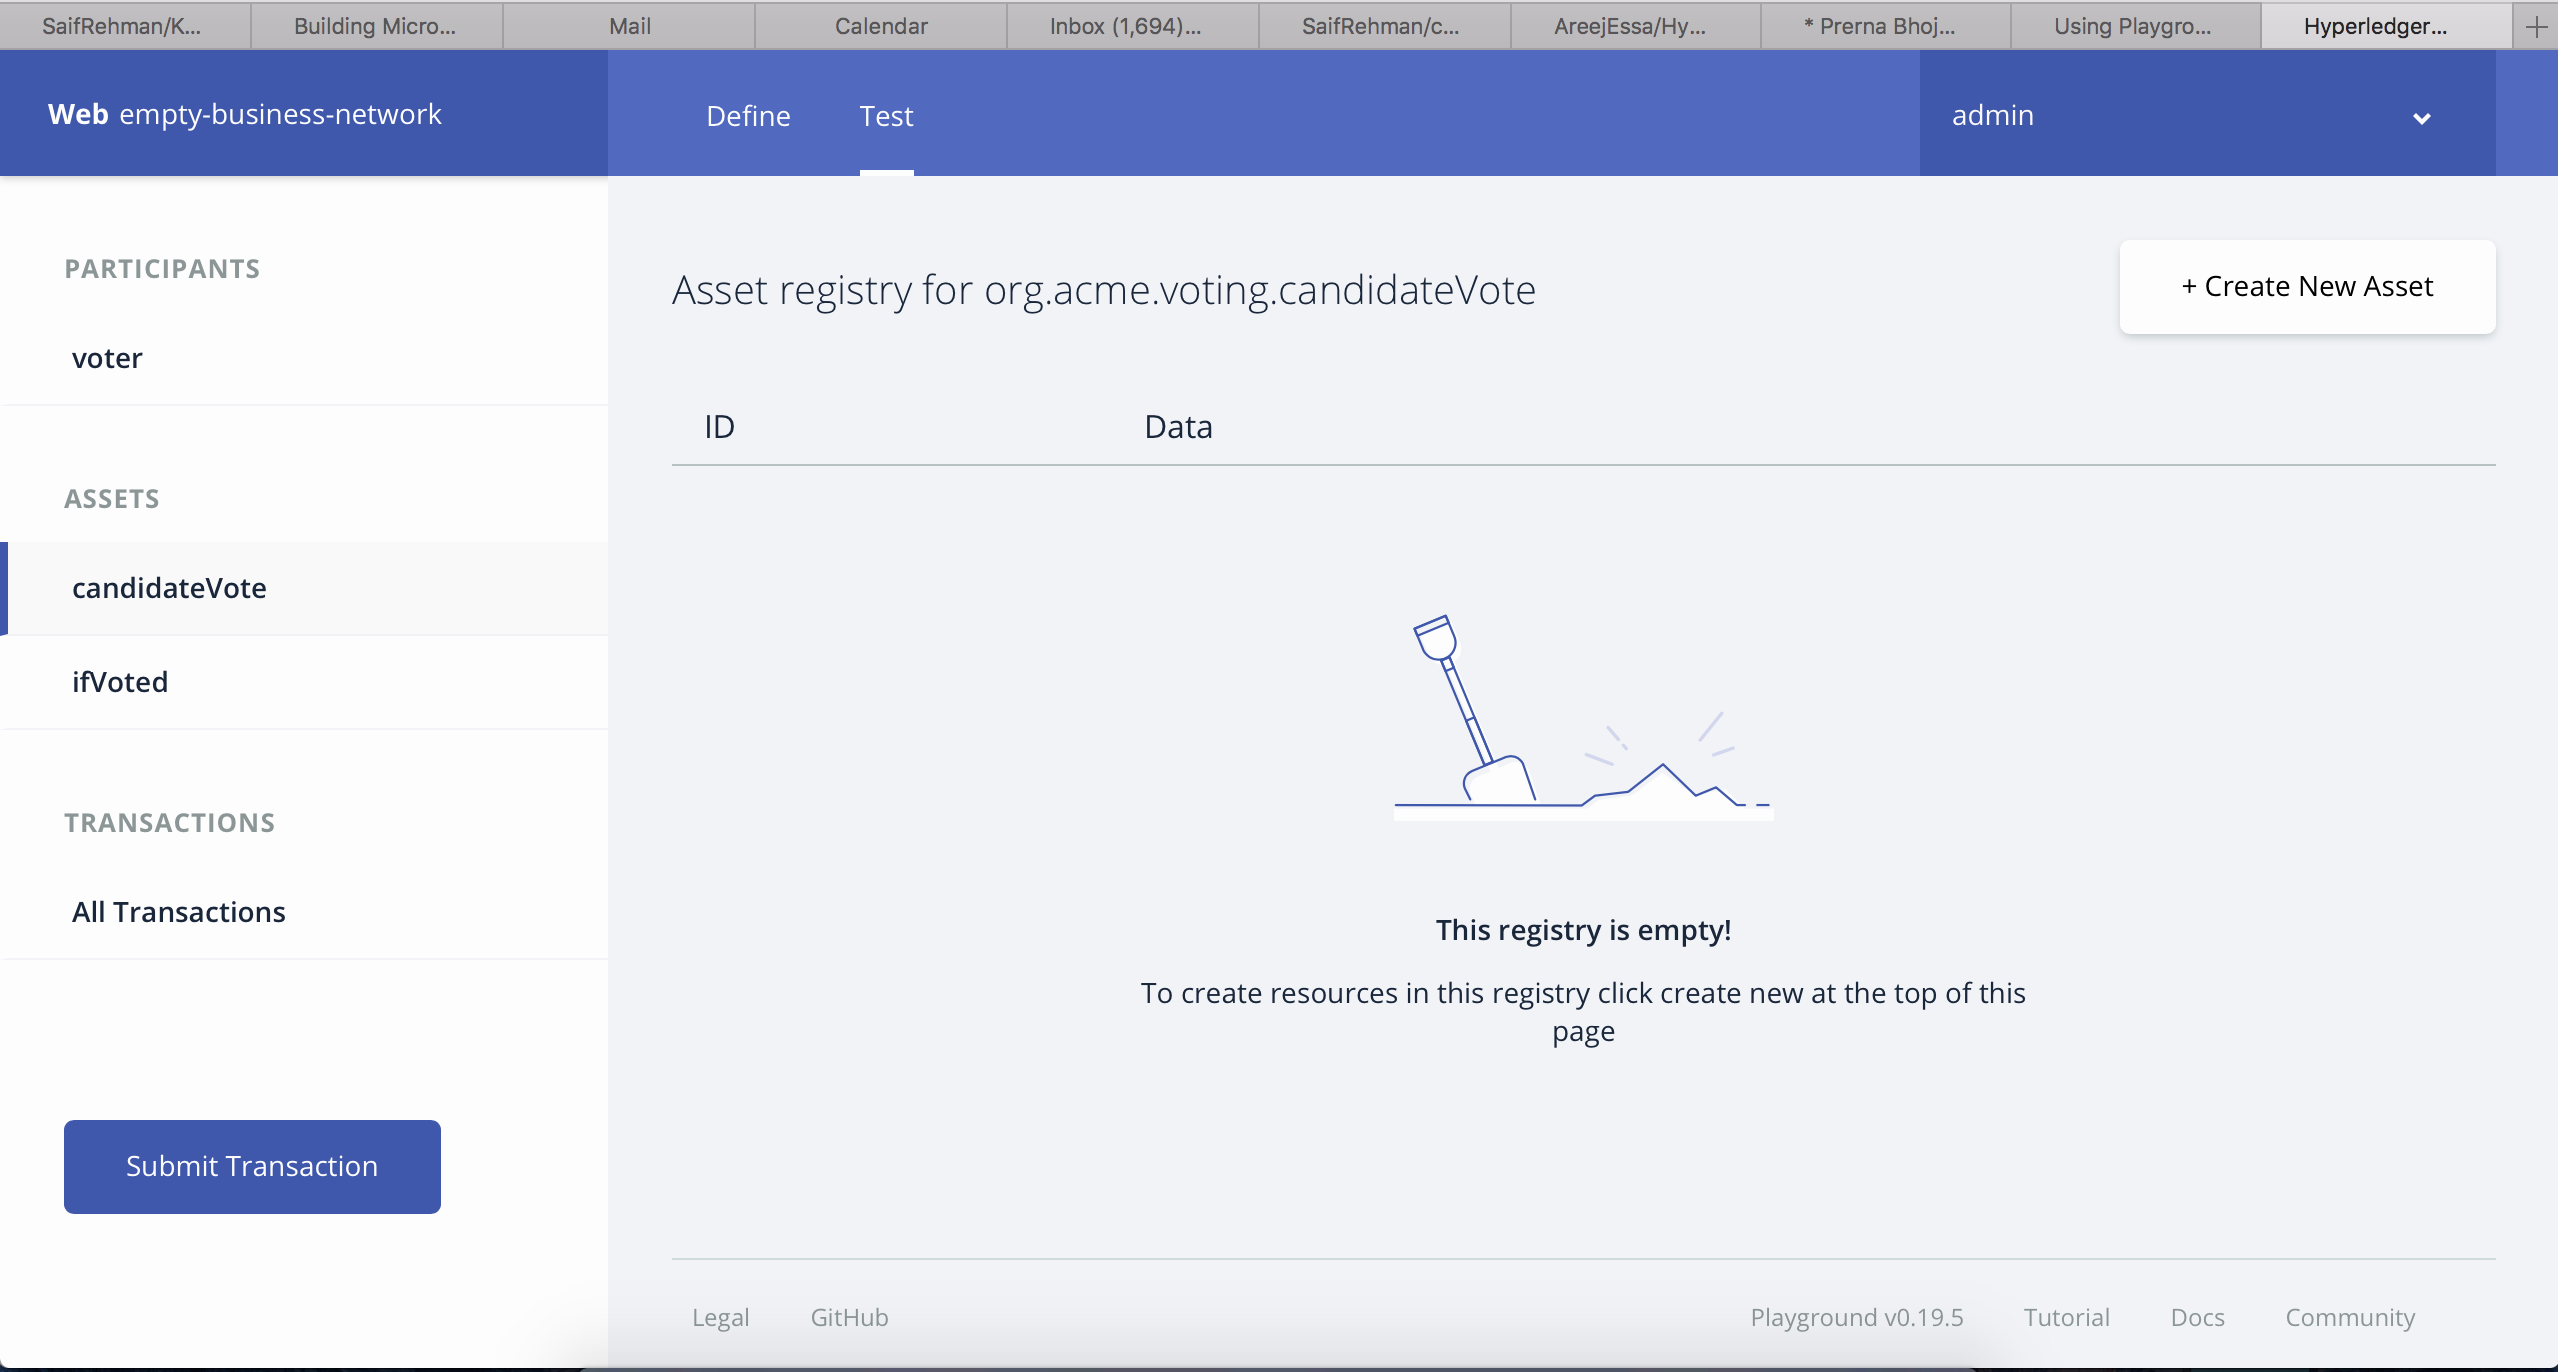 SaifRehman/K...
Building Micro...
Mail
Calendar
Inbox (1,694)...
SaifRehman/c...
AreejEssa/Hy...
* Prerna Bhoj...
Using Playgro...
Hyperledger...
Web empty-business-network
Define
Test
admin
PARTICIPANTS
voter
ASSETS
candidateVote
ifVoted
TRANSACTIONS
All Transactions
Submit Transaction
Asset registry for org.acme.voting.candidateVote
+ Create New Asset
ID
Data
This registry is empty!
To create resources in this registry click create new at the top of this
page
Legal
GitHub
Playground v0.19.5
Tutorial
Docs
Community